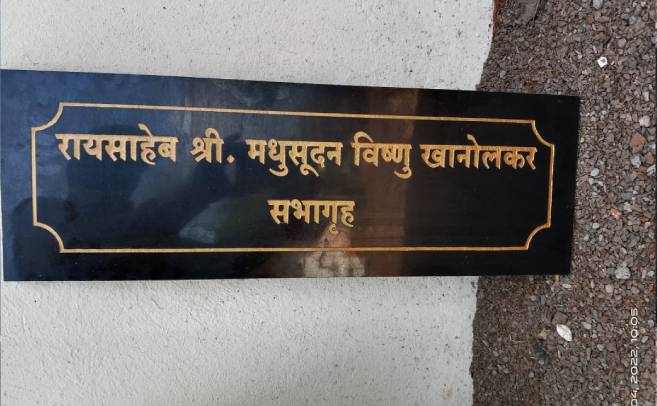 रायसाहेब श्री. मधुसूदन विष्णु खानोलकर
सभागृह
04, 2022, 10:05